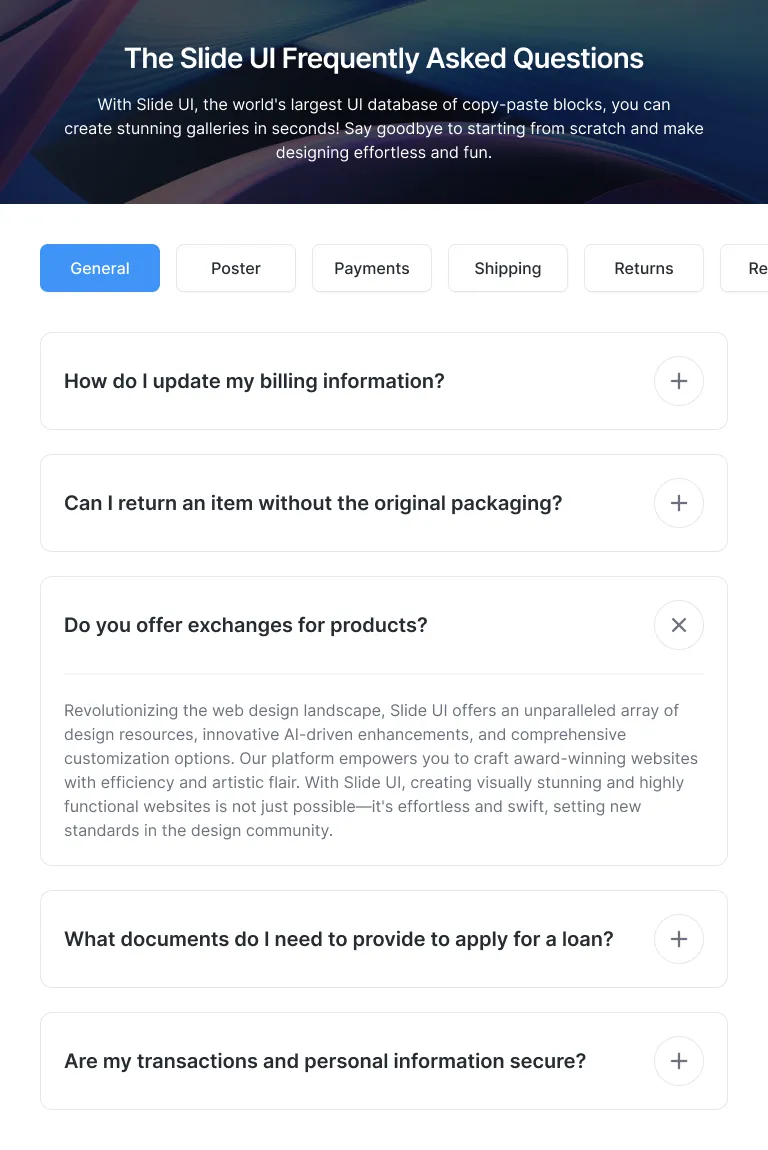 The Slide UI Frequently Asked Questions
With Slide UI, the world's largest UI database of copy-paste blocks, you can
create stunning galleries in seconds! Say goodbye to starting from scratch and make
designing effortless and fun.
General
Poster
Payments
Shipping
Returns
Re
How do I update my billing information?
Can I return an item without the original packaging?
Do you offer exchanges for products?
Revolutionizing the web design landscape, Slide UI offers an unparalleled array of
design resources, innovative AI-driven enhancements, and comprehensive
customization options. Our platform empowers you to craft award-winning websites
with efficiency and artistic flair. With Slide UI, creating visually stunning and highly
functional websites is not just possible—it's effortless and swift, setting new
standards in the design community.
What documents do I need to provide to apply for a loan?
Are my transactions and personal information secure?